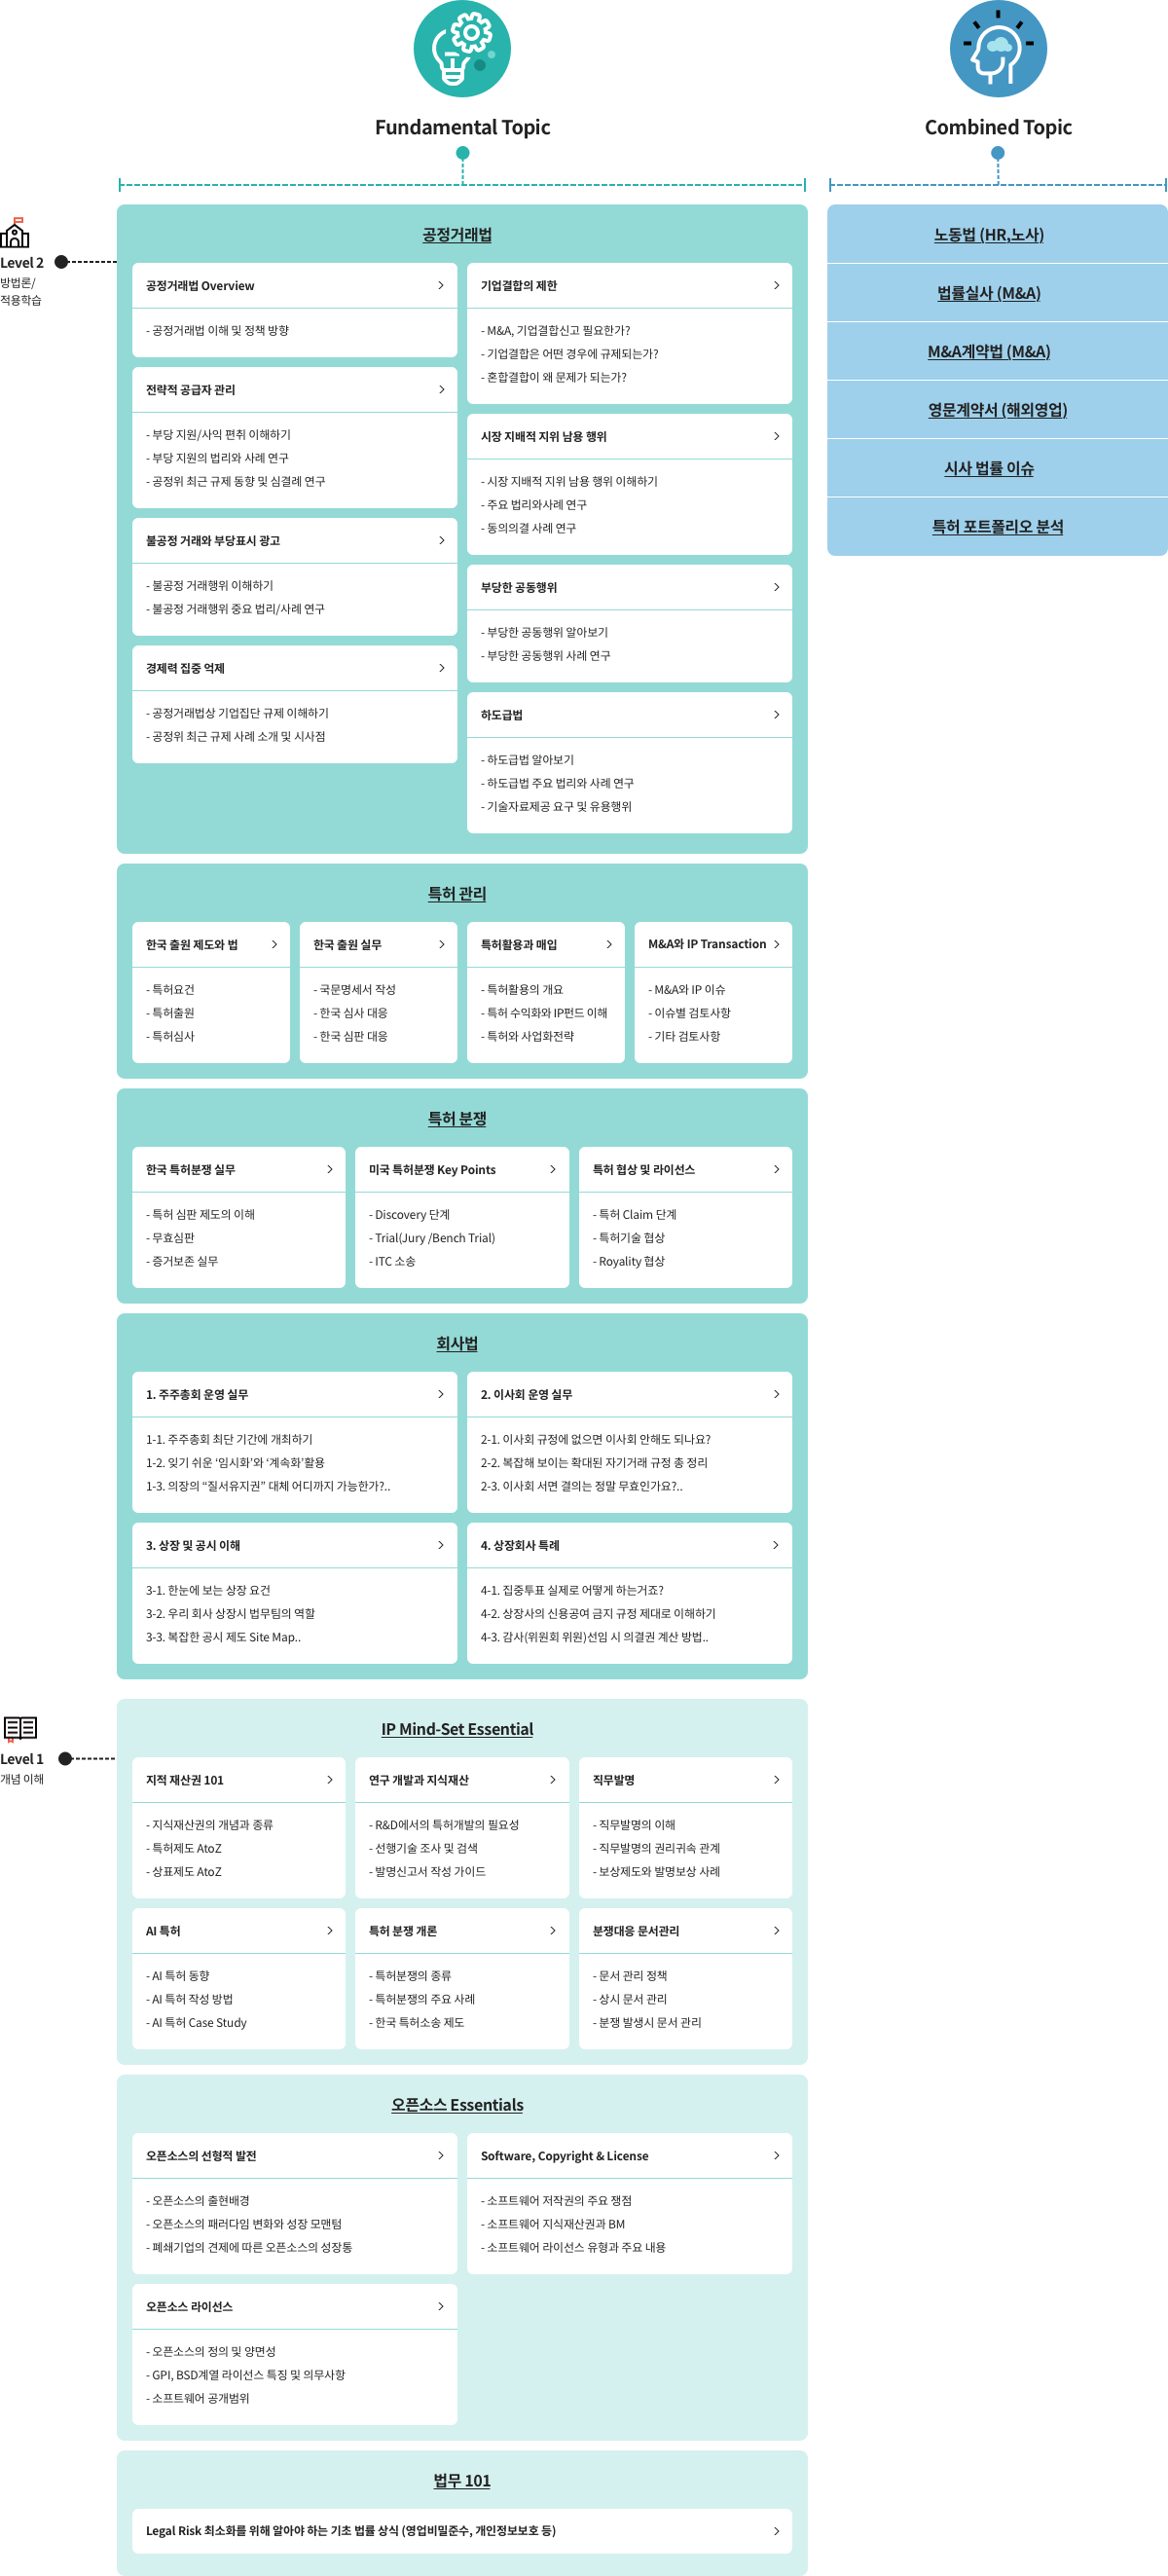 Fundamental Topic
Combined Topic
Level 2
방법론/
적용학습
공정거래법
공정거래법 Overview
- 공정거래법 이해 및 정책 방향
전략적 공급자 관리
- 부당 지원/사익 편취 이해하기
- 부당 지원의 법리와 사례 연구
- 공정위 최근 규제 동향 및 심결례 연구
불공정 거래와 부당표시 광고
- 불공정 거래행위 이해하기
- 불공정 거래행위 중요 법리/사례 연구
경제력 집중 억제
- 공정거래법상 기업집단 규제 이해하기
- 공정위 최근 규제 사례 소개 및 시사점
기업결합의 제한
- M&A, 기업결합신고 필요한가?
- 기업결합은 어떤 경우에 규제되는가?
- 혼합결합이 왜 문제가 되는가?
시장 지배적 지위 남용 행위
- 시장 지배적 지위 남용 행위 이해하기
- 주요 법리와사례 연구
- 동의의결 사례 연구
부당한 공동행위
- 부당한 공동행위 알아보기
- 부당한 공동행위 사례 연구
하도급법
- 하도급법 알아보기
- 하도급법 주요 법리와 사례 연구
- 기술자료제공 요구 및 유용행위
노동법 (HR,노사)
법률실사 (M&A)
M&A계약법 (M&A)
영문계약서 (해외영업)
시사 법률 이슈
특허 포트폴리오 분석
특허 관리
한국 출원 제도와 법
- 특허요건
- 특허출원
- 특허심사
한국 출원 실무
- 국문명세서 작성
- 한국 심사 대응
- 한국 심판 대응
특허활용과 매입
- 특허활용의 개요
- 특허 수익화와 IP펀드 이해
- 특허와 사업화전략
M&A와 IP Transaction
- M&A와 IP 이슈
- 이슈별 검토사항
- 기타 검토사항
특허 분쟁
한국 특허분쟁 실무
- 특허 심판 제도의 이해
- 무효심판
- 증거보존 실무
미국 특허분쟁 Key Points
- Discovery 단계
- Trial(Jury /Bench Trial)
- ITC 소송
특허 협상 및 라이선스
- 특허 Claim 단계
- 특허기술 협상
- Royality 협상
회사법
1. 주주총회 운영 실무
1-1. 주주총회 최단 기간에 개최하기
1-2. 잊기 쉬운 ‘임시화’와 ‘계속화’활용
1-3. 의장의 “질서유지권” 대체 어디까지 가능한가?..
2. 이사회 운영 실무
2-1. 이사회 규정에 없으면 이사회 안해도 되나요?
2-2. 복잡해 보이는 확대된 자기거래 규정 총 정리
2-3. 이사회 서면 결의는 정말 무효인가요?..
3. 상장 및 공시 이해
3-1. 한눈에 보는 상장 요건
3-2. 우리 회사 상장시 법무팀의 역할
3-3. 복잡한 공시 제도 Site Map..
4. 상장회사 특례
4-1. 집중투표 실제로 어떻게 하는거죠?
4-2. 상장사의 신용공여 금지 규정 제대로 이해하기
4-3. 감사(위원회 위원)선임 시 의결권 계산 방법..
Level 1
개념 이해
IP Mind-Set Essential
지적 재산권 101
- 지식재산권의 개념과 종류
- 특허제도 AtoZ
- 상표제도 AtoZ
연구 개발과 지식재산
- R&D에서의 특허개발의 필요성
- 선행기술 조사 및 검색
- 발명신고서 작성 가이드
직무발명
- 직무발명의 이해
- 직무발명의 권리귀속 관계
- 보상제도와 발명보상 사례
AI 특허
- AI 특허 동향
- AI 특허 작성 방법
- AI 특허 Case Study
특허 분쟁 개론
- 특허분쟁의 종류
- 특허분쟁의 주요 사례
- 한국 특허소송 제도
분쟁대응 문서관리
- 문서 관리 정책
- 상시 문서 관리
- 분쟁 발생시 문서 관리
오픈소스 Essentials
오픈소스의 선형적 발전
- 오픈소스의 출현배경
- 오픈소스의 패러다임 변화와 성장 모맨텀
- 폐쇄기업의 견제에 따른 오픈소스의 성장통
Software, Copyright & License
- 소프트웨어 저작권의 주요 쟁점
- 소프트웨어 지식재산권과 BM
- 소프트웨어 라이선스 유형과 주요 내용
오픈소스 라이선스
- 오픈소스의 정의 및 양면성
- GPI, BSD계열 라이선스 특징 및 의무사항
- 소프트웨어 공개범위
법무 101
Legal Risk 최소화를 위해 알아야 하는 기초 법률 상식 (영업비밀준수, 개인정보보호 등)